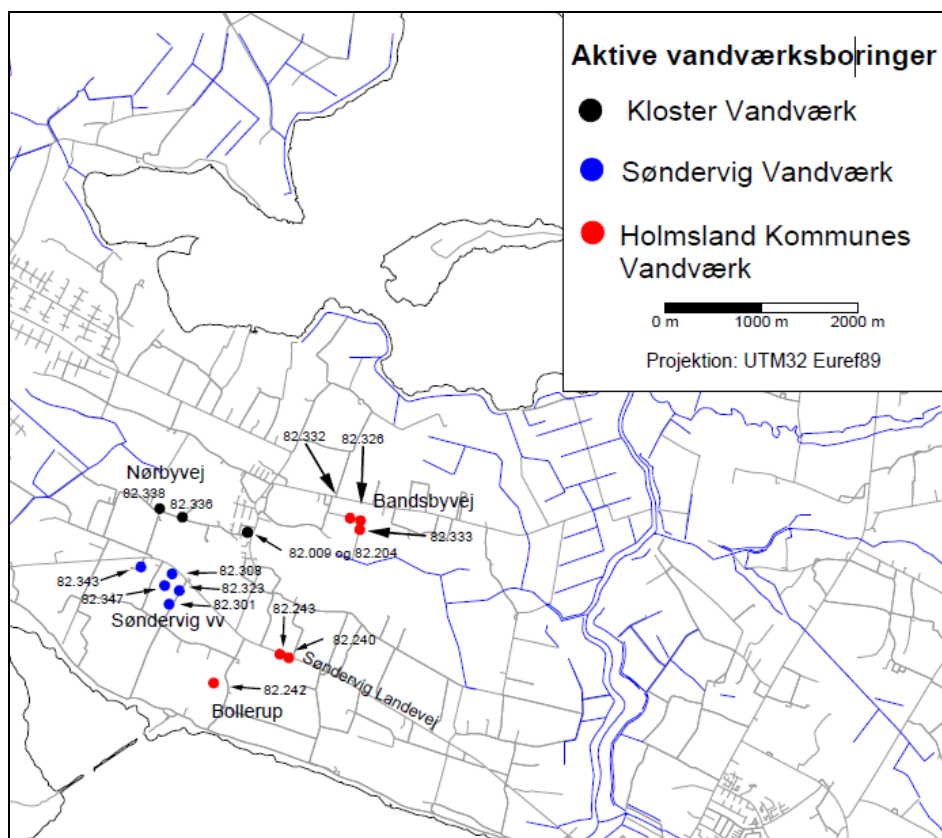 Aktive vandværksboringer
Kloster Vandværk
Søndervig Vandværk
Holmsland Kommunes
Vandværk
0 m 1000 m 2000 m
Projektion: UTM32 Euref89
82.332
82.326
Nørbyvej
82.338
82.336
Bandsbyvej
82.333
82.009 og 82.204
82.308
82.343
82.323
82.347
82.301
Søndervig vv
82.243
82.240
Søndervig Landevej
82.242
Bollerup